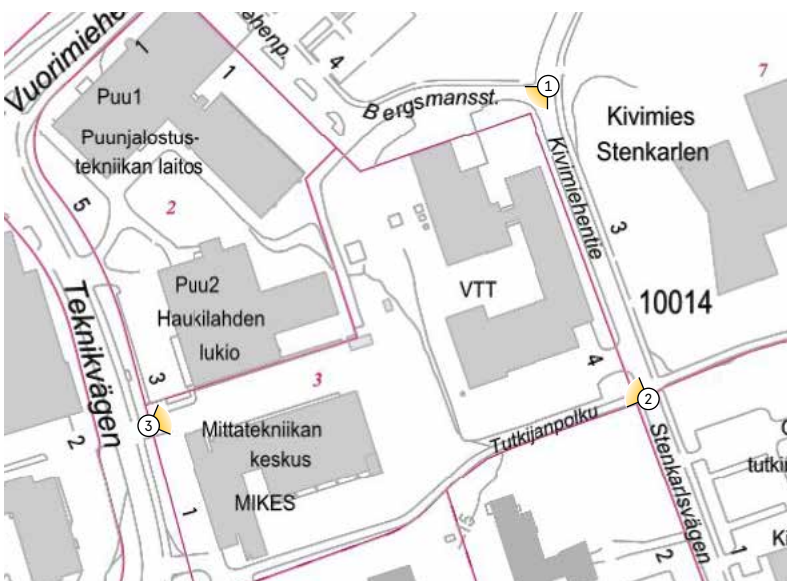 Vuorimiehe
1
Puu1
Puunjalostus-
tekniikan laitos
1
ahenp.
4
Bergsmansst.
1
7
Kivimies
Stenkarlen
Kivimiehentie
3
10014
2
5
Puu2
Haukilahden
lukio
VTT
4
Teknikvägen
3
3
3
2
Mittatekniikan
keskus
MIKES
1
Tutkijanpolku
2
Stenkarlsvägen
tutki
Ki
2
1